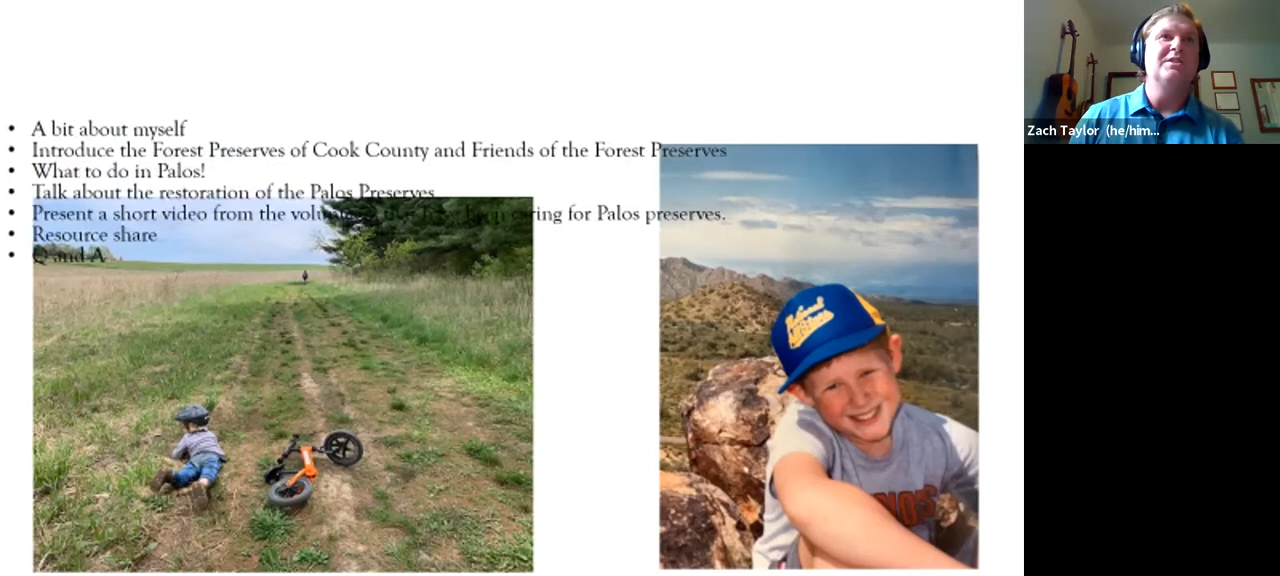 • A bit about myself
• Introduce the Forest Preserves of Cook County and Friends of the Forest Preserves
• What to do in Palos!
• Talk about the restoration of the Palos Preserves
• Present a short video from the caring for Palos preserves.
• Resource share
• Q and A
Zach Taylor (he/him...
National